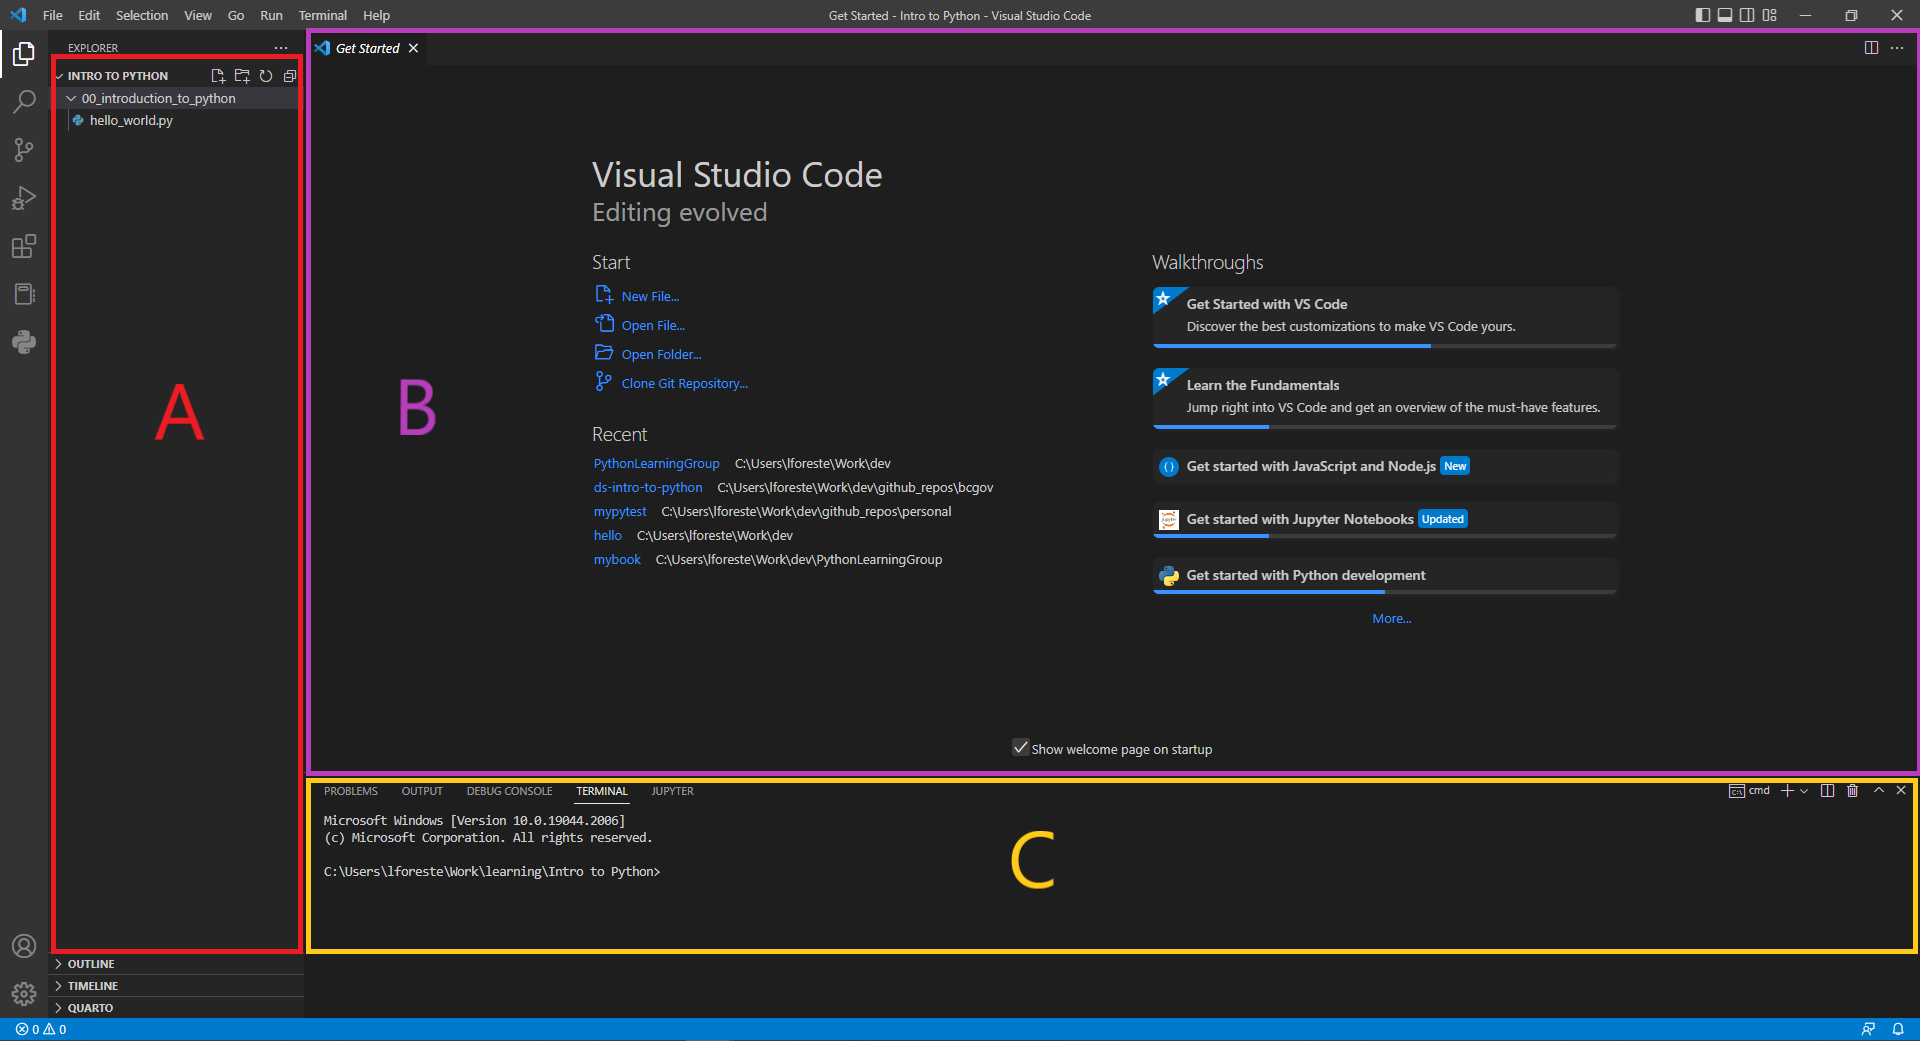 File Edit Selection View Go Run Terminal Help
Get Started - Intro to Python - Visual Studio Code
EXPLORER
INTRO TO PYTHON
00_introduction_to_python
hello_world.py
A
OUTLINE
TIMELINE
QUARTO
Get Started
Visual Studio Code
Editing evolved
Start
New File...
Open File...
Open Folder...
Clone Git Repository...
B
Recent
PythonLearningGroup C:\Users\lforeste\Work\dev
ds-intro-to-python C:\Users\lforeste\Work\dev\github_repos\bcgov
mypytest C:\Users\lforeste\Work\dev\github_repos\personal
hello C:\Users\lforeste\Work\dev
mybook C:\Users\lforeste\Work\dev\PythonLearningGroup
Walkthroughs
Get Started with VS Code
Discover the best customizations to make VS Code yours.
Learn the Fundamentals
Jump right into VS Code and get an overview of the must-have features.
Get started with JavaScript and Node.js New
Get started with Jupyter Notebooks Updated
Get started with Python development
More...
Show welcome page on startup
PROBLEMS OUTPUT DEBUG CONSOLE TERMINAL JUPYTER
cmd
Microsoft Windows [Version 10.0.19044.2006]
(c) Microsoft Corporation. All rights reserved.
C:\Users\lforeste\Work\learning\Intro to Python>
C
0 0